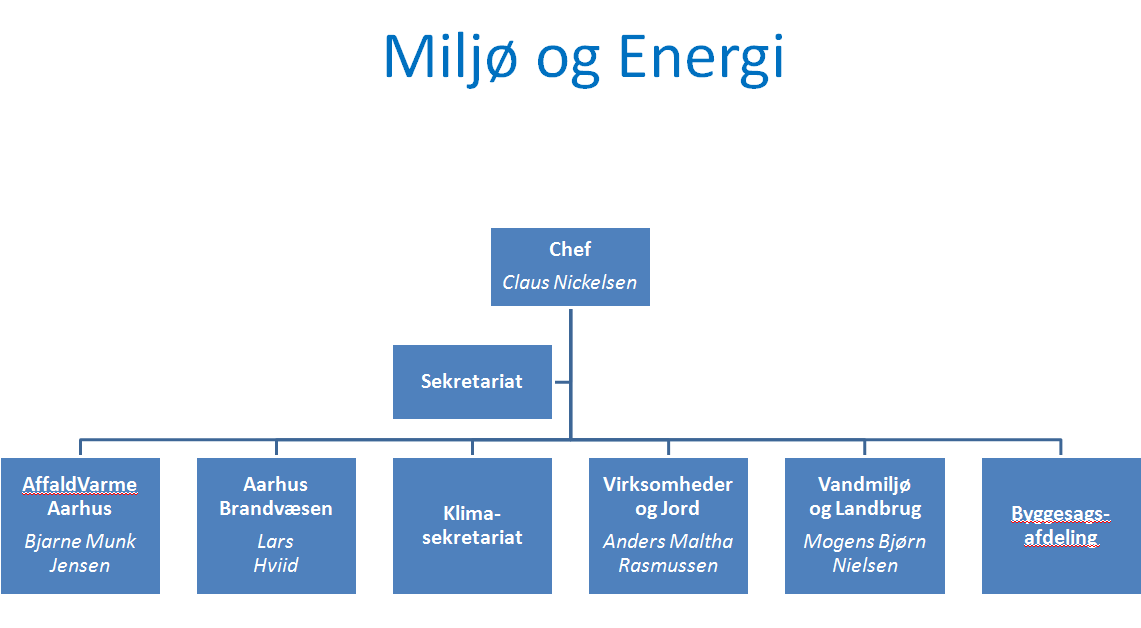 Miljø og Energi
Chef
Claus Nickelsen
Sekretariat
AffaldVarme
Aarhus
Bjarne Munk
Jensen
Aarhus
Brandvæsen
Lars
Hviid
Klima-
sekretariat
Virksomheder
og Jord
Anders Maltha
Rasmussen
Vandmiljø
og Landbrug
Mogens Bjørn
Nielsen
Byggesags-
afdeling